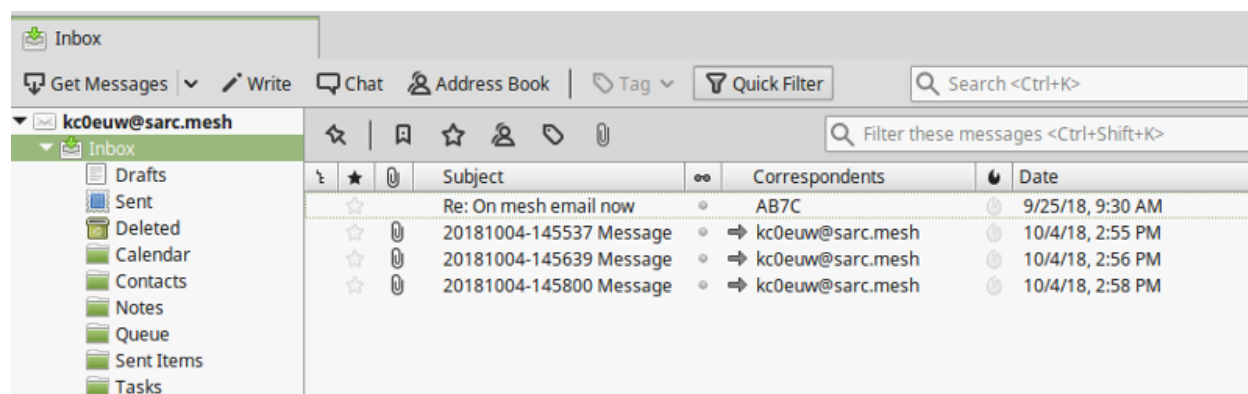 Inbox
Get Messages Write Chat Address Book Tag Quick Filter Search <Ctrl+K>
kc0euw@sarc.mesh
Filter these messages <Ctrl+Shift+K>
Inbox
Drafts
Sent
Deleted
Calendar
Contacts
Notes
Queue
Sent Items
Tasks
Subject Correspondents Date
Re: On mesh email now AB7C 9/25/18, 9:30 AM
20181004-145537 Message kc0euw@sarc.mesh 10/4/18, 2:55 PM
20181004-145639 Message kc0euw@sarc.mesh 10/4/18, 2:56 PM
20181004-145800 Message kc0euw@sarc.mesh 10/4/18, 2:58 PM